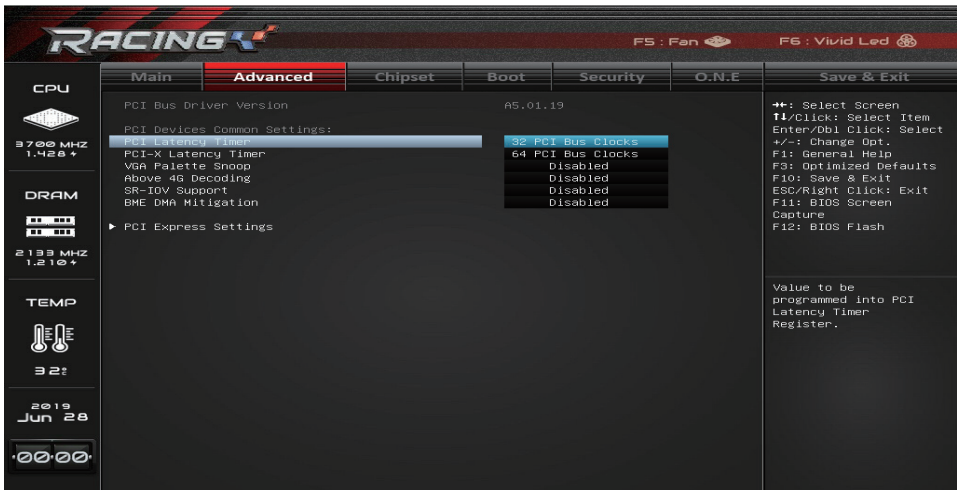 RACING
F5 : Fan
F6 : Vivid Led
CPU
3700 MHZ
1.428 V
DRAM
2133 MHZ
1.210 V
TEMP
32°
2019
Jun 28
00:00
Main Advanced Chipset Boot Security O.N.E Save & Exit
PCI Bus Driver Version A5.01.19
PCI Devices Common Settings:
PCI Latency Timer 32 PCI Bus Clocks
PCI-X Latency Timer 64 PCI Bus Clocks
VGA Palette Snoop Disabled
Above 4G Decoding Disabled
SR-IOV Support Disabled
BME DMA Mitigation Disabled
▶ PCI Express Settings
→←: Select Screen
↑↓/Click: Select Item
Enter/Dbl Click: Select
+/-: Change Opt.
F1: General Help
F3: Optimized Defaults
F10: Save & Exit
ESC/Right Click: Exit
F11: BIOS Screen
Capture
F12: BIOS Flash
Value to be
programmed into PCI
Latency Timer
Register.